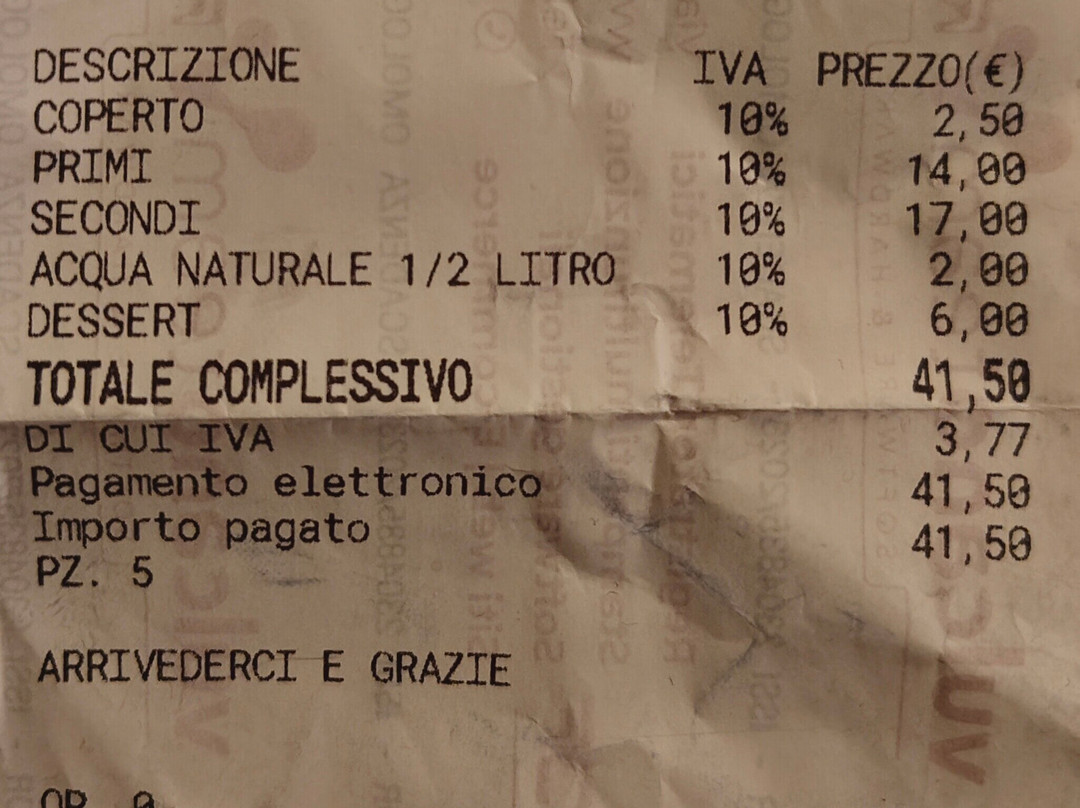 DESCRIZIONE IVA PREZZO(€)
COPERTO 10% 2,50
PRIMI 10% 14,00
SECONDI 10% 17,00
ACQUA NATURALE 1/2 LITRO 10% 2,00
DESSERT 10% 6,00
TOTALE COMPLESSIVO 41,50
DI CUI IVA 3,77
Pagamento elettronico 41,50
Importo pagato 41,50
PZ. 5
ARRIVEDERCI E GRAZIE